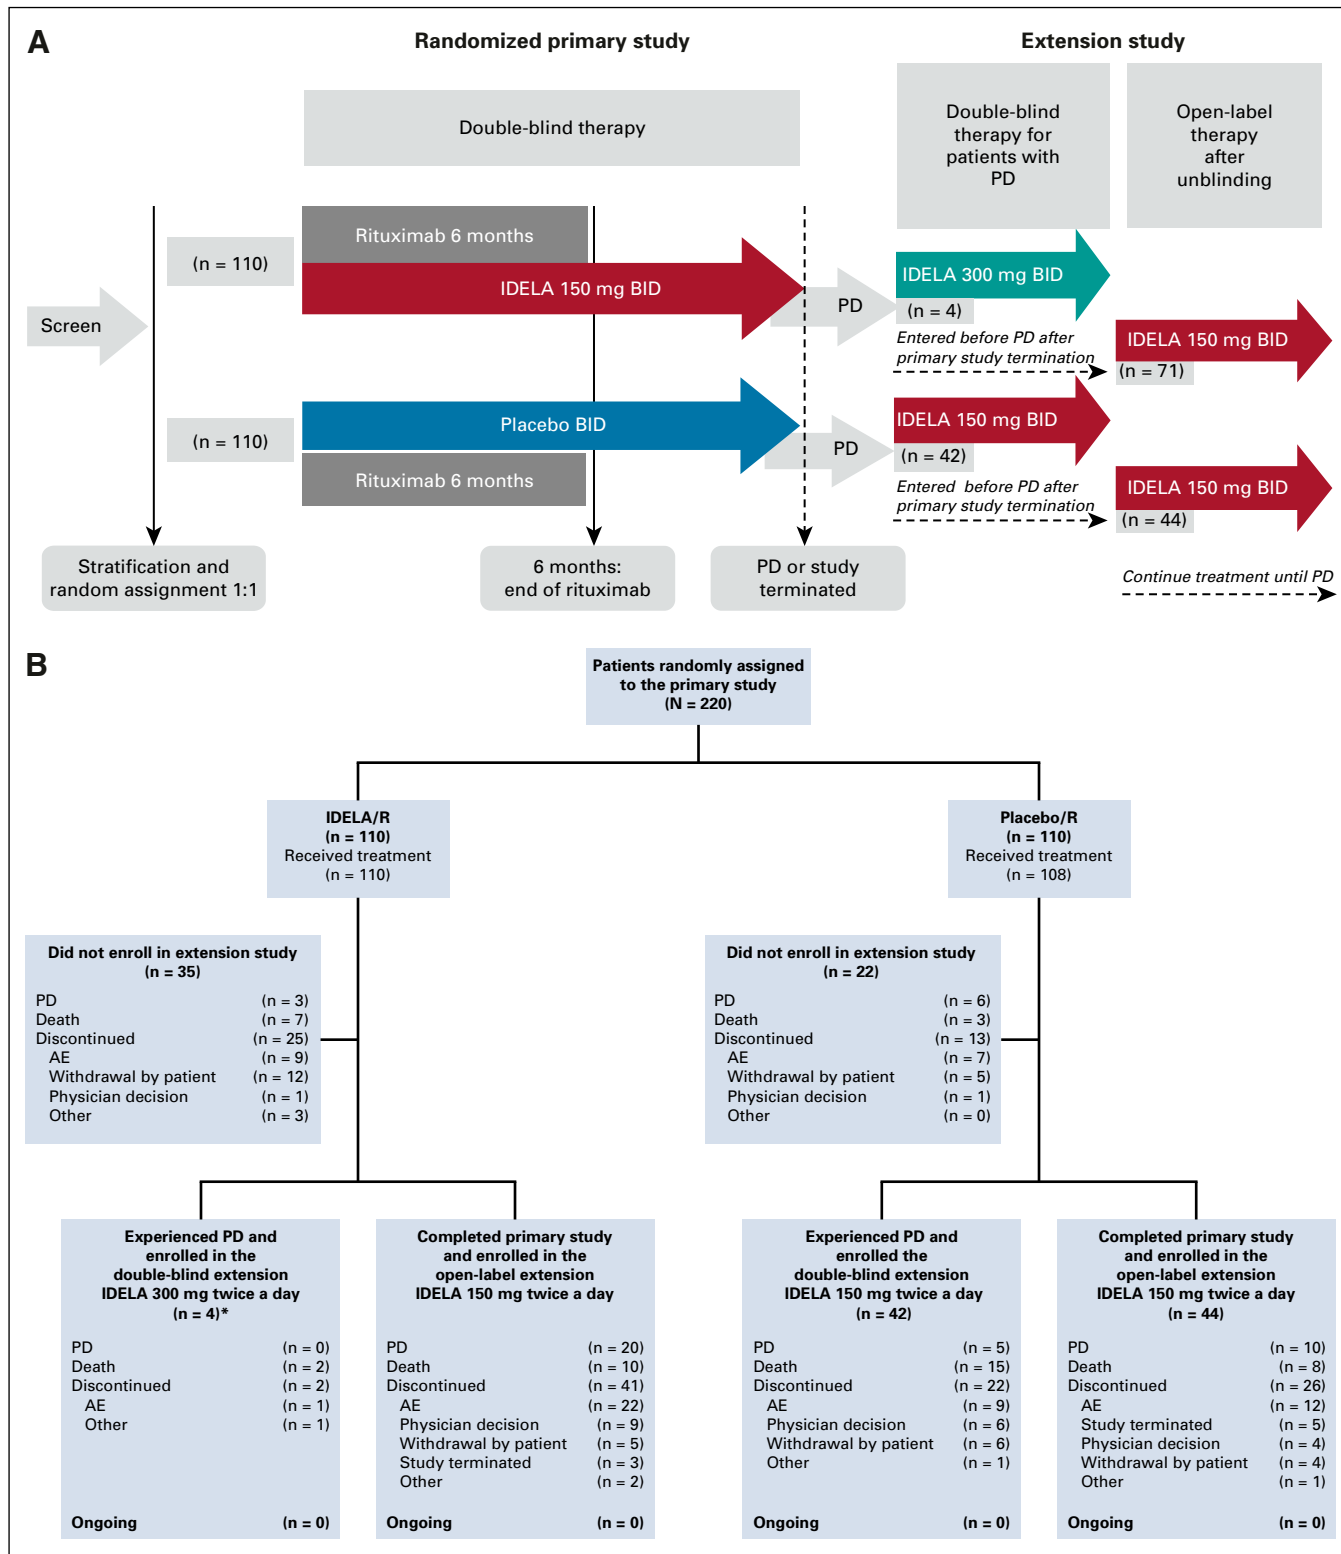 A
Randomized primary study
Extension study
Double-blind therapy
Double-blind
therapy for
patients with
PD
Open-label
therapy
after
unblinding
Screen
(n = 110)
Rituximab 6 months
IDELA 150 mg BID
PD
IDELA 300 mg BID
(n = 4)
Entered before PD after
primary study termination
IDELA 150 mg BID
(n = 71)
(n = 110)
Placebo BID
Rituximab 6 months
PD
IDELA 150 mg BID
(n = 42)
Entered before PD after
primary study termination
IDELA 150 mg BID
(n = 44)
Stratification and
random assignment 1:1
6 months:
end of rituximab
PD or study
terminated
Continue treatment until PD
B
Patients randomly assigned
to the primary study
(N = 220)
IDELA/R
(n = 110)
Received treatment
(n = 110)
Placebo/R
(n = 110)
Received treatment
(n = 108)
Did not enroll in extension study
(n = 35)
PD (n = 3)
Death (n = 7)
Discontinued (n = 25)
AE (n = 9)
Withdrawal by patient (n = 12)
Physician decision (n = 1)
Other (n = 3)
Did not enroll in extension study
(n = 22)
PD (n = 6)
Death (n = 3)
Discontinued (n = 13)
AE (n = 7)
Withdrawal by patient (n = 5)
Physician decision (n = 1)
Other (n = 0)
Experienced PD and
enrolled in the
double-blind extension
IDELA 300 mg twice a day
(n = 4)*
PD (n = 0)
Death (n = 2)
Discontinued (n = 2)
AE (n = 1)
Other (n = 1)
Ongoing (n = 0)
Completed primary study
and enrolled in the
open-label extension
IDELA 150 mg twice a day
PD (n = 20)
Death (n = 10)
Discontinued (n = 41)
AE (n = 22)
Physician decision (n = 9)
Withdrawal by patient (n = 5)
Study terminated (n = 3)
Other (n = 2)
Ongoing (n = 0)
Experienced PD and
enrolled the
double-blind extension
IDELA 150 mg twice a day
(n = 42)
PD (n = 5)
Death (n = 15)
Discontinued (n = 22)
AE (n = 9)
Physician decision (n = 6)
Withdrawal by patient (n = 6)
Other (n = 1)
Ongoing (n = 0)
Completed primary study
and enrolled in the
open-label extension
IDELA 150 mg twice a day
(n = 44)
PD (n = 10)
Death (n = 8)
Discontinued (n = 26)
AE (n = 12)
Study terminated (n = 5)
Physician decision (n = 4)
Withdrawal by patient (n = 4)
Other (n = 1)
Ongoing (n = 0)